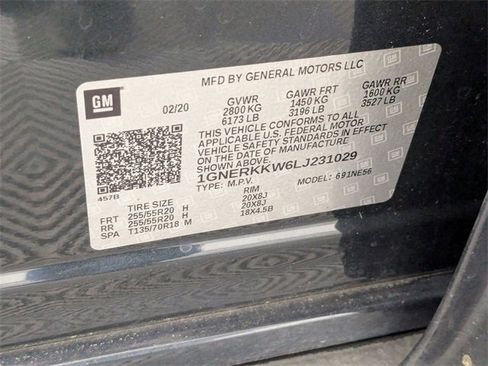 MFD BY GENERAL MOTORS LLC
GM
02/20 GVWR GAWR FRT GAWR RR
2800 KG 1450 KG 1600 KG
6173 LB 3196 LB 3527 LB
THIS VEHICLE CONFORMS TO ALL
APPLICABLE U.S. FEDERAL MOTOR
VEHICLE SAFETY STANDARDS IN EFFECT
ON THE DATE OF MANUFACTURE
SHOWN ABOVE.
1GNERKKW6LJ231029
TYPE: M.P.V. MODEL: 691NE56
457B
TIRE SIZE RIM
FRT 255/55R20 H 20X8J
RR 255/55R20 H 20X8J
SPA T135/70R18 M 18X4.5B